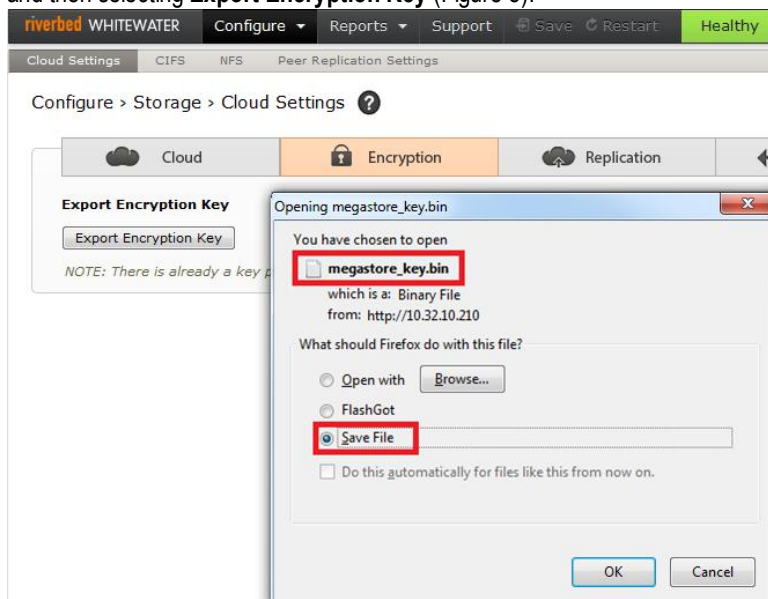 and then selecting Export Encryption Key (Figure 5).
riverbed WHITEWATER Configure Reports Support Save Restart Healthy
Cloud Settings CIFS NFS Peer Replication Settings
Configure › Storage › Cloud Settings ?
Cloud Encryption Replication
Export Encryption Key
Export Encryption Key
NOTE: There is already a key
Opening megastore_key.bin
You have chosen to open
megastore_key.bin
which is a: Binary File
from: http://10.32.10.210
What should Firefox do with this file?
Open with Browse...
FlashGot
Save File
Do this automatically for files like this from now on.
OK Cancel